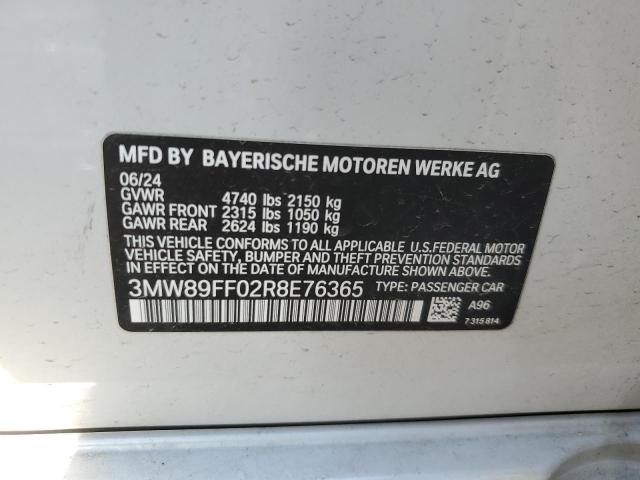 MFD BY BAYERISCHE MOTOREN WERKE AG
06/24
GVWR 4740 lbs 2150 kg
GAWR FRONT 2315 lbs 1050 kg
GAWR REAR 2624 lbs 1190 kg
THIS VEHICLE CONFORMS TO ALL APPLICABLE U.S.FEDERAL MOTOR
VEHICLE SAFETY, BUMPER AND THEFT PREVENTION STANDARDS
IN EFFECT ON THE DATE OF MANUFACTURE SHOWN ABOVE.
3MW89FF02R8E76365 TYPE: PASSENGER CAR
A96
7 315 814